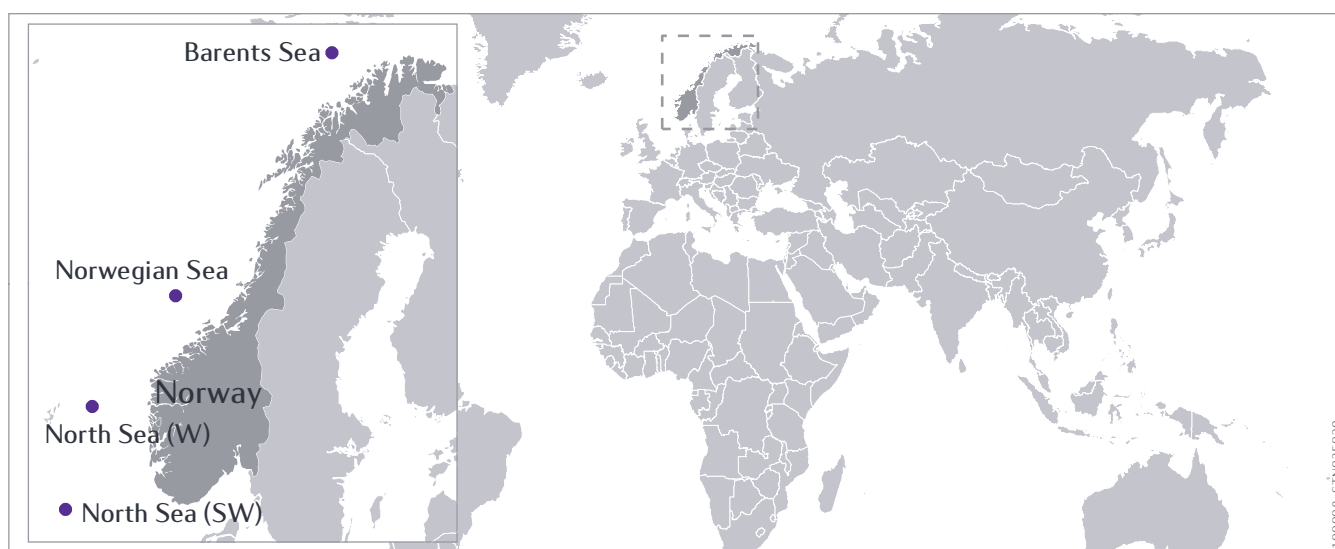 Barents Sea
Norwegian Sea
Norway
North Sea (W)
North Sea (SW)